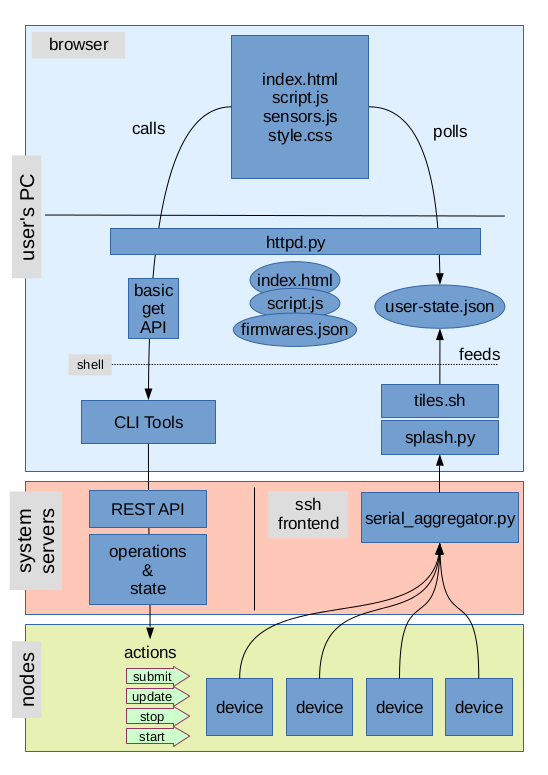 browser
index.html
script.js
sensors.js
style.css
calls
polls
user's PC
httpd.py
basic
get
API
index.html
script.js
firmwares.json
user-state.json
shell
feeds
CLI Tools
tiles.sh
splash.py
system
servers
REST API
operations
&
state
ssh
frontend
serial_aggregator.py
nodes
actions
submit
update
stop
start
device
device
device
device